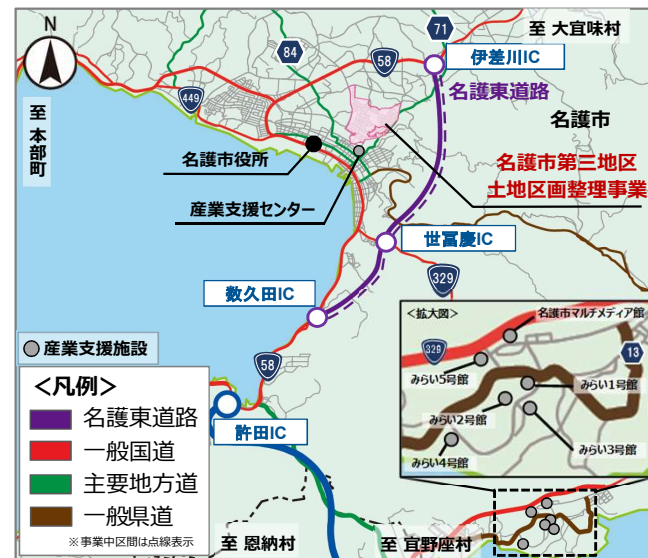 N
至 本部町
449
84
71
58
至 大宜味村
伊差川IC
名護東道路
名護市
名護市役所
産業支援センター
名護市第三地区
土地区画整理事業
世冨慶IC
329
数久田IC
58
許田IC
産業支援施設
＜凡例＞
名護東道路
一般国道
主要地方道
一般県道
※事業中区間は点線表示
至 恩納村
至 宜野座村
＜拡大図＞
名護市マルチメディア館
329
13
みらい5号館
みらい1号館
みらい2号館
みらい3号館
みらい4号館